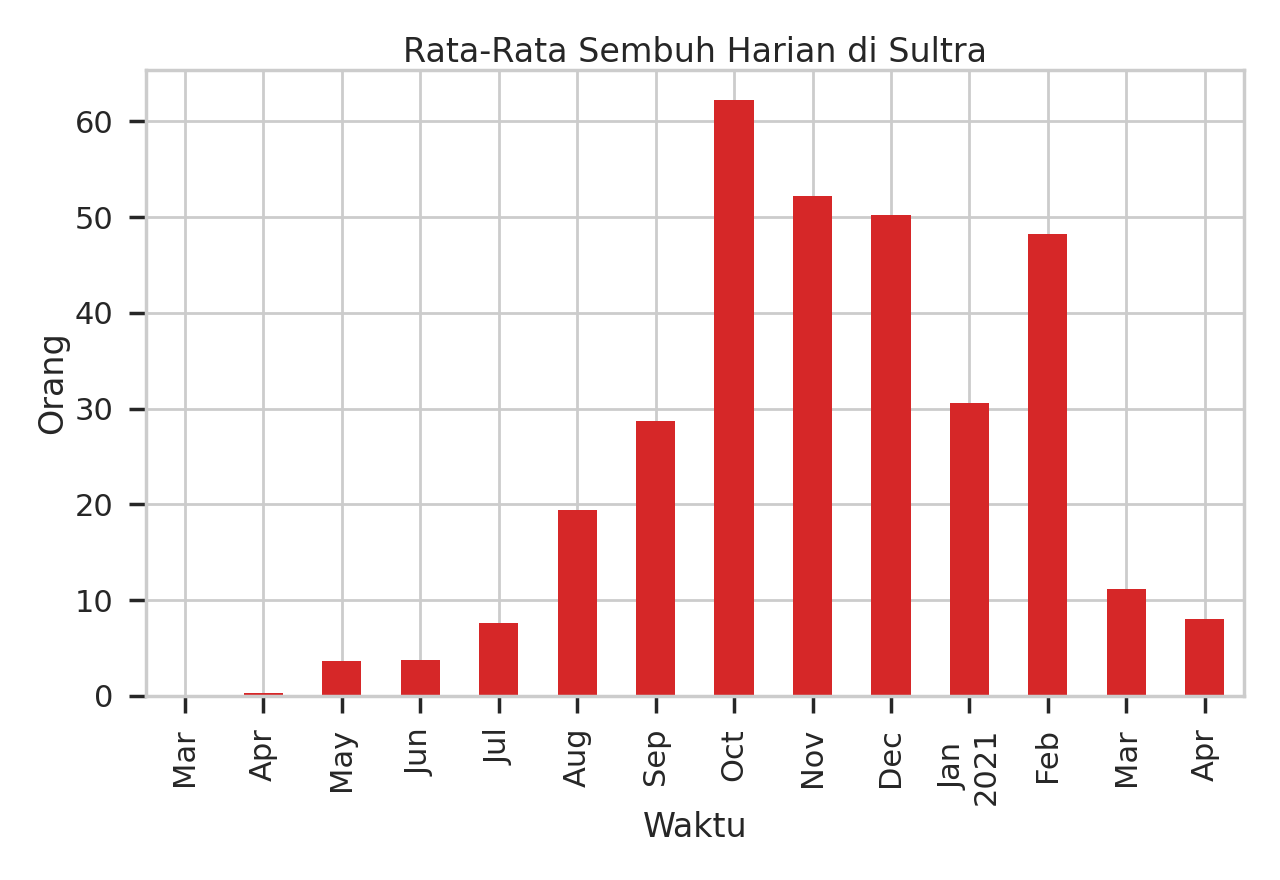 Rata-Rata Sembuh Harian di Sultra
60
50
40
30
20
10
0
Orang
Mar
Apr
May
Jun
Jul
Aug
Sep
Oct
Nov
Dec
Jan
2021
Feb
Mar
Apr
Waktu